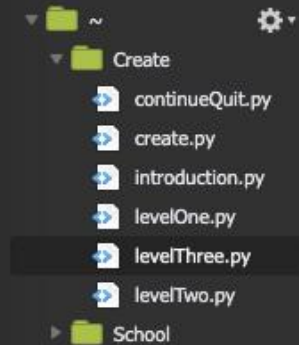 ~
Create
continueQuit.py
create.py
introduction.py
levelOne.py
levelThree.py
levelTwo.py
School